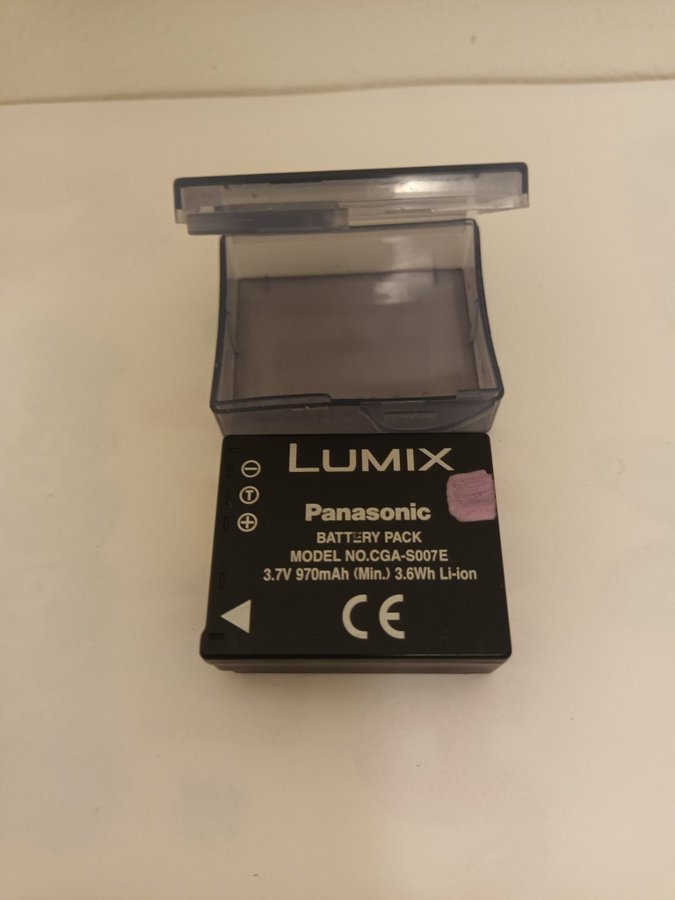 LUMIX
Panasonic
BATTERY PACK
MODEL NO.CGA-S007E
3.7V 970mAh (Min.) 3.6Wh Li-ion
CE
T